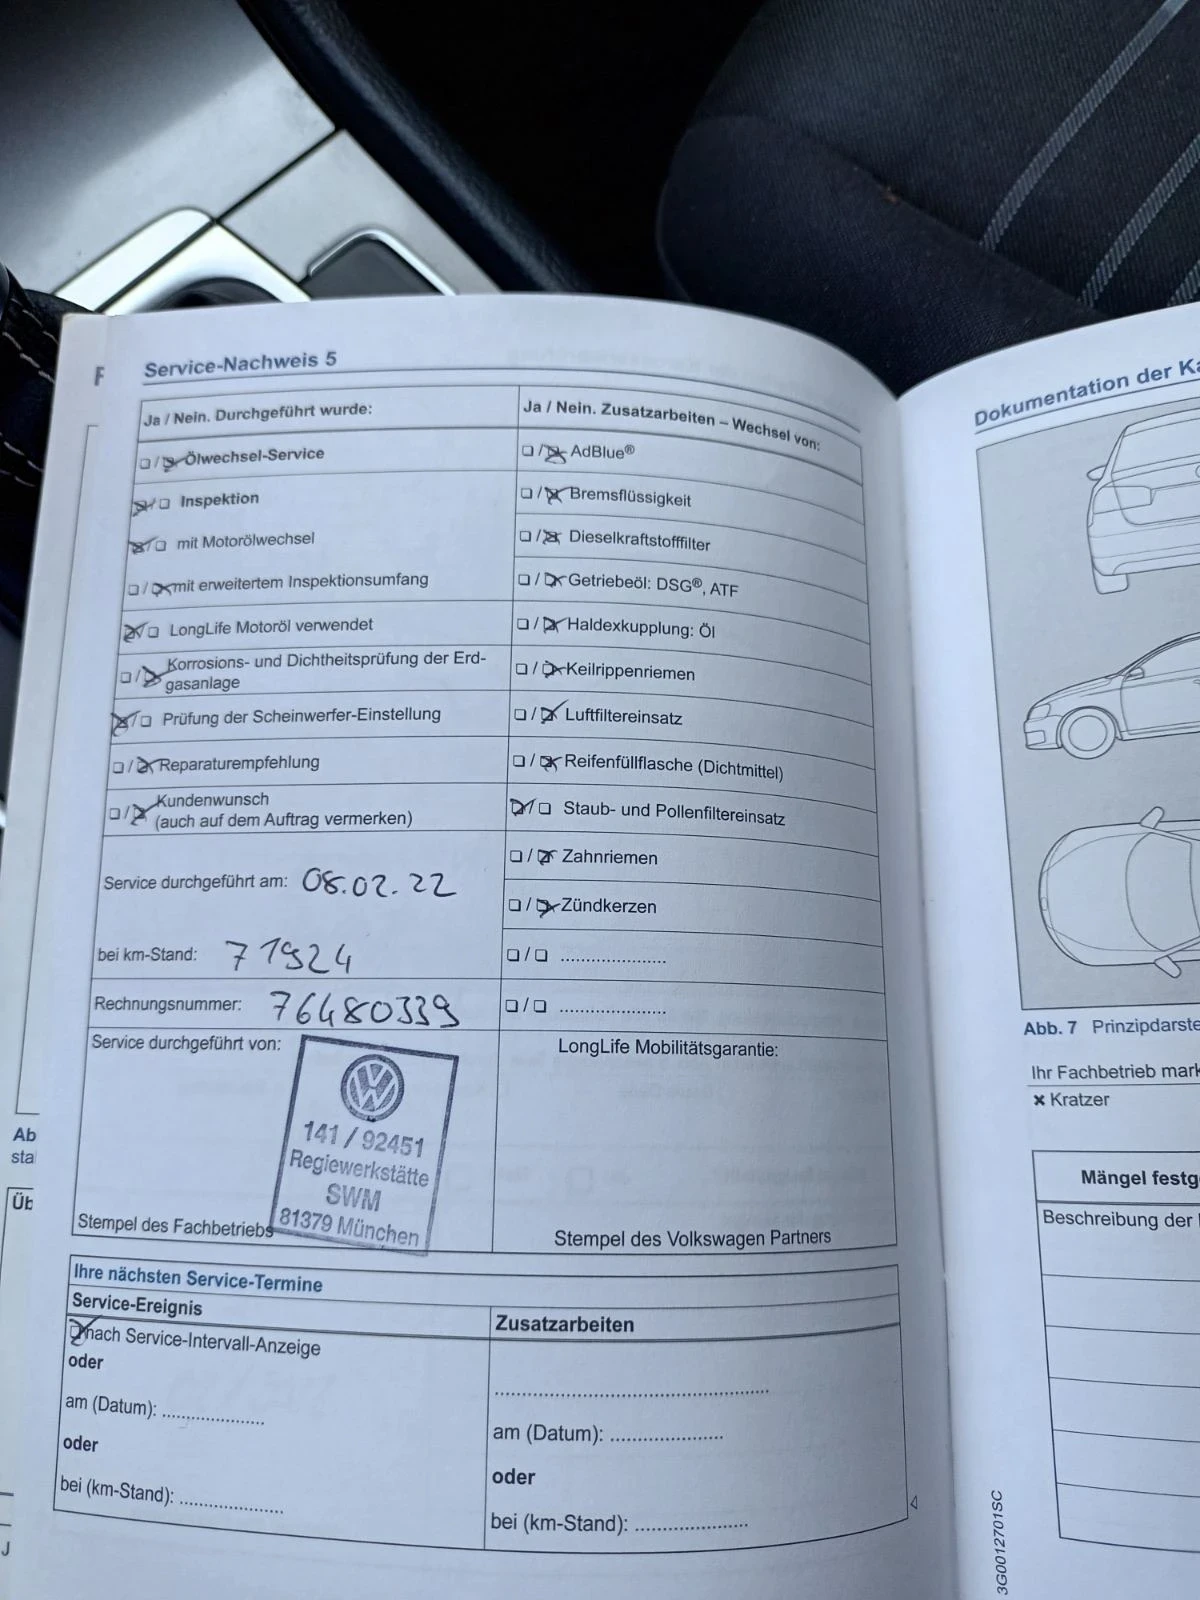 Service-Nachweis 5
Ja / Nein. Durchgeführt wurde:
❏ / ❏ Ölwechsel-Service
❏ / ❏ Inspektion
❏ / ❏ mit Motorölwechsel
❏ / ❏ mit erweitertem Inspektionsumfang
❏ / ❏ LongLife Motoröl verwendet
❏ / ❏ Korrosions- und Dichtheitsprüfung der Erd-
gasanlage
❏ / ❏ Prüfung der Scheinwerfer-Einstellung
❏ / ❏ Reparaturempfehlung
❏ / ❏ Kundenwunsch
(auch auf dem Auftrag vermerken)
Service durchgeführt am: 08.02.22
bei km-Stand: 71924
Rechnungsnummer: 76480339
Service durchgeführt von:
141 / 92451
Regiewerkstätte
SWM
81379 München
Stempel des Fachbetriebs
Ja / Nein. Zusatzarbeiten – Wechsel von:
❏ / ❏ AdBlue®
❏ / ❏ Bremsflüssigkeit
❏ / ❏ Dieselkraftstofffilter
❏ / ❏ Getriebeöl: DSG®, ATF
❏ / ❏ Haldexkupplung: Öl
❏ / ❏ Keilrippenriemen
❏ / ❏ Luftfiltereinsatz
❏ / ❏ Reifenfüllflasche (Dichtmittel)
❏ / ❏ Staub- und Pollenfiltereinsatz
❏ / ❏ Zahnriemen
❏ / ❏ Zündkerzen
❏ / ❏ ......................
❏ / ❏ ......................
LongLife Mobilitätsgarantie:
Stempel des Volkswagen Partners
Ihre nächsten Service-Termine
Service-Ereignis
❏ nach Service-Intervall-Anzeige
oder
am (Datum): .....................
oder
bei (km-Stand): .....................
Zusatzarbeiten
.......................................................
am (Datum): .......................
oder
bei (km-Stand): .......................
Dokumentation der Ka
Abb. 7 Prinzipdarste
Ihr Fachbetrieb mark
✖ Kratzer
Mängel festg
Beschreibung der
3G0012701SC
Ab
sta
Üb
J